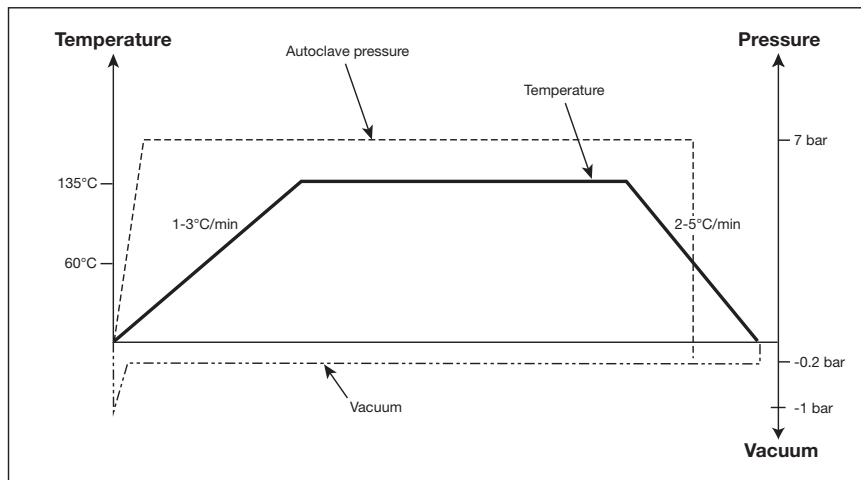 Temperature
Pressure
Autoclave pressure
Temperature
7 bar
135°C
1-3°C/min
2-5°C/min
60°C
-0.2 bar
Vacuum
-1 bar
Vacuum